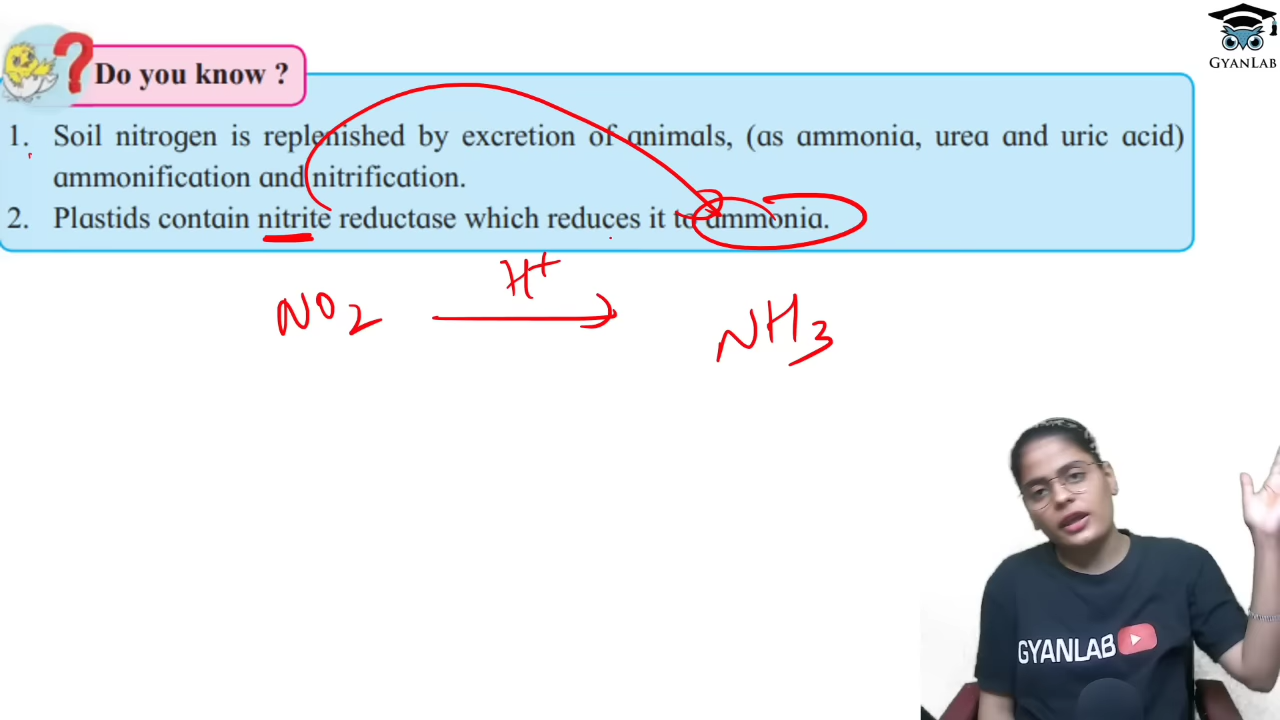 GYANLAB
Do you know ?
1. Soil nitrogen is replenished by excretion of animals, (as ammonia, urea and uric acid)
ammonification and nitrification.
2. Plastids contain nitrite reductase which reduces it to ammonia.
H+
NO2 → NH3
GYANLAB